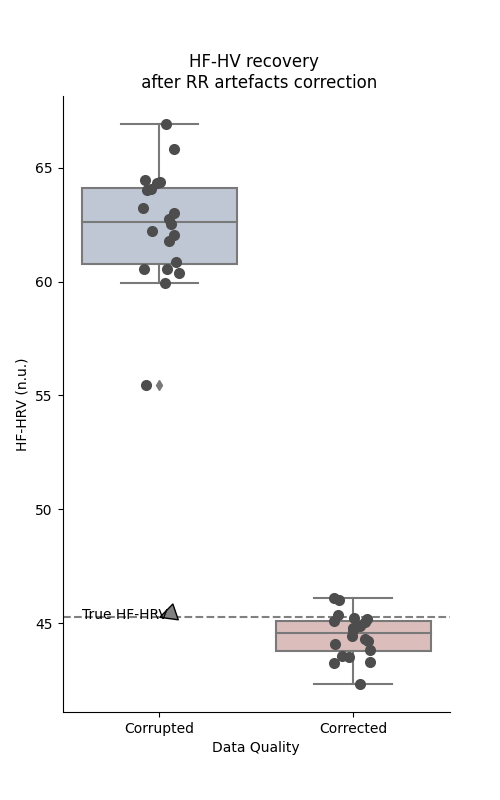 HF-HV recovery
after RR artefacts correction
HF-HRV (n.u.)
65
60
55
50
45
True HF-HRV
Corrupted
Corrected
Data Quality